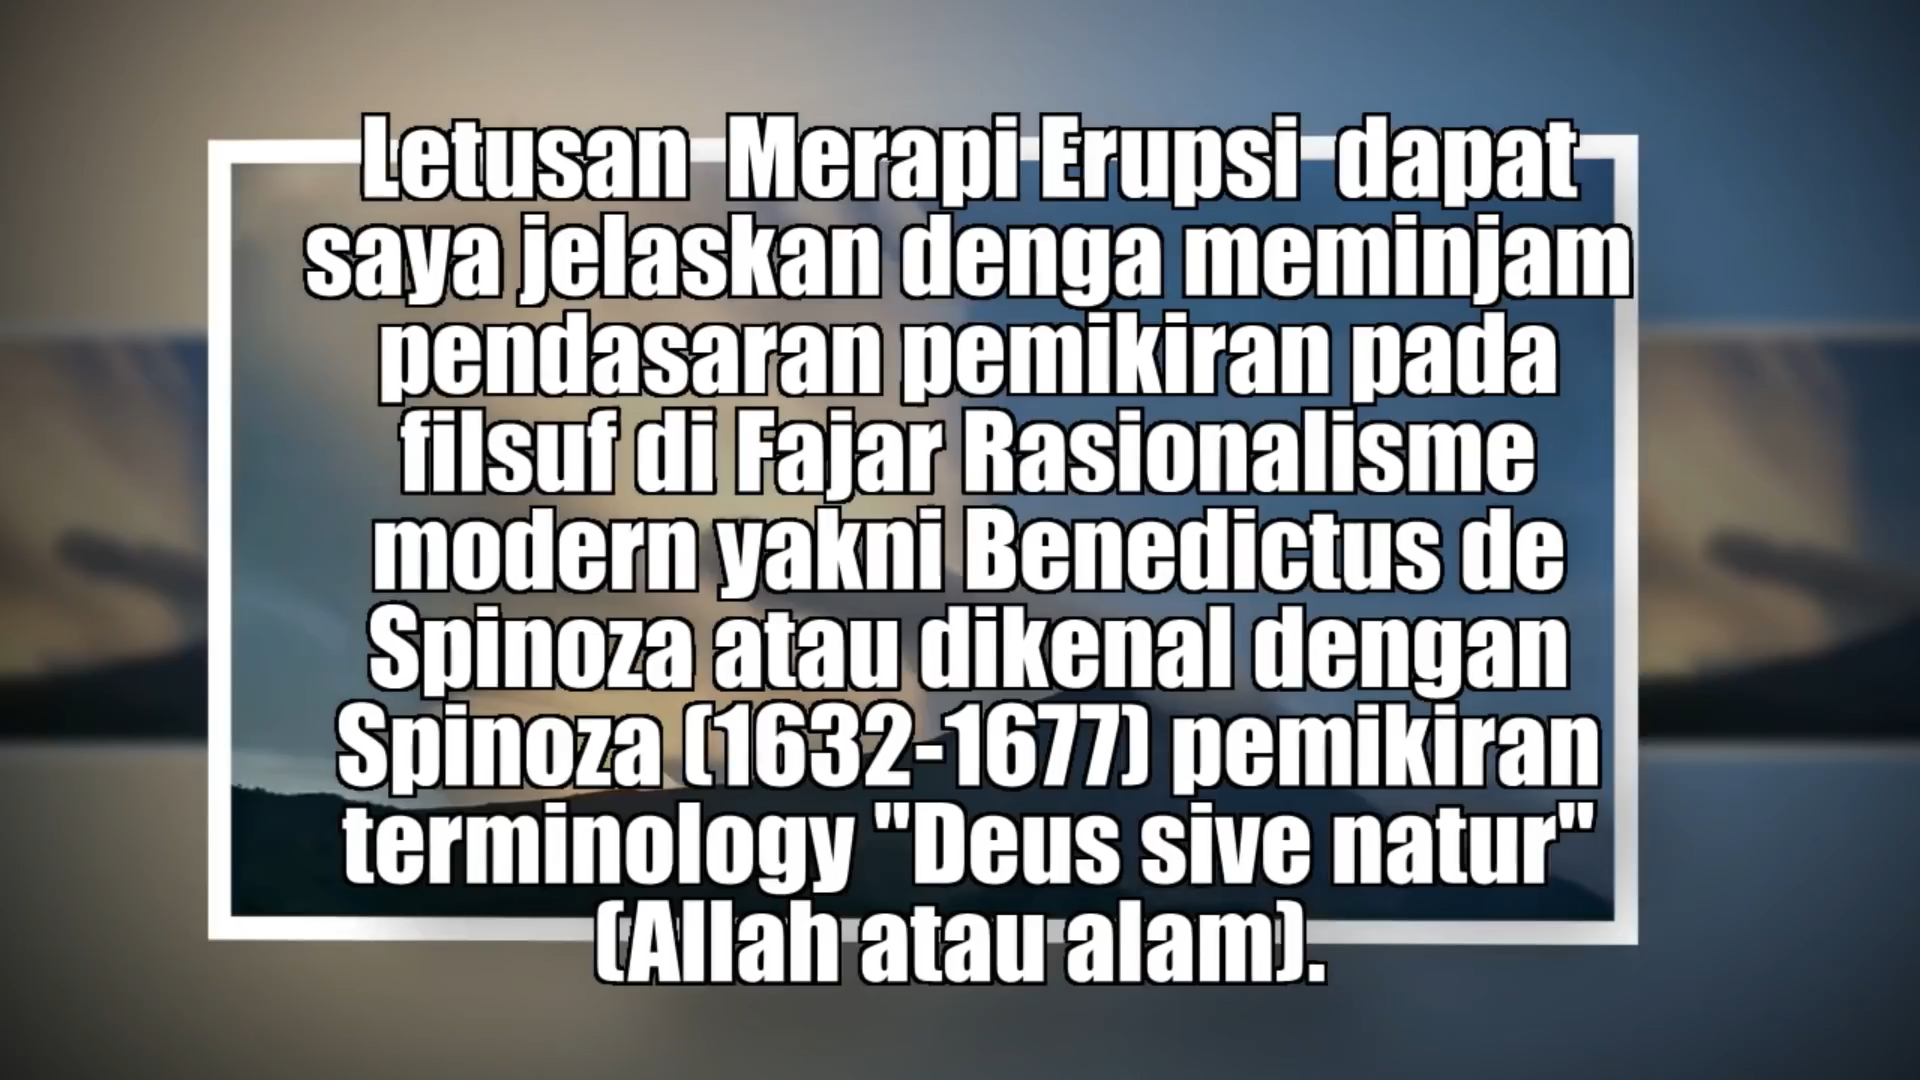 Letusan Merapi Erupsi dapat
saya jelaskan denga meminjam
pendasaran pemikiran pada
filsuf di Fajar Rasionalisme
modern yakni Benedictus de
Spinoza atau dikenal dengan
Spinoza (1632-1677) pemikiran
terminology "Deus sive natur"
(Allah atau alam).